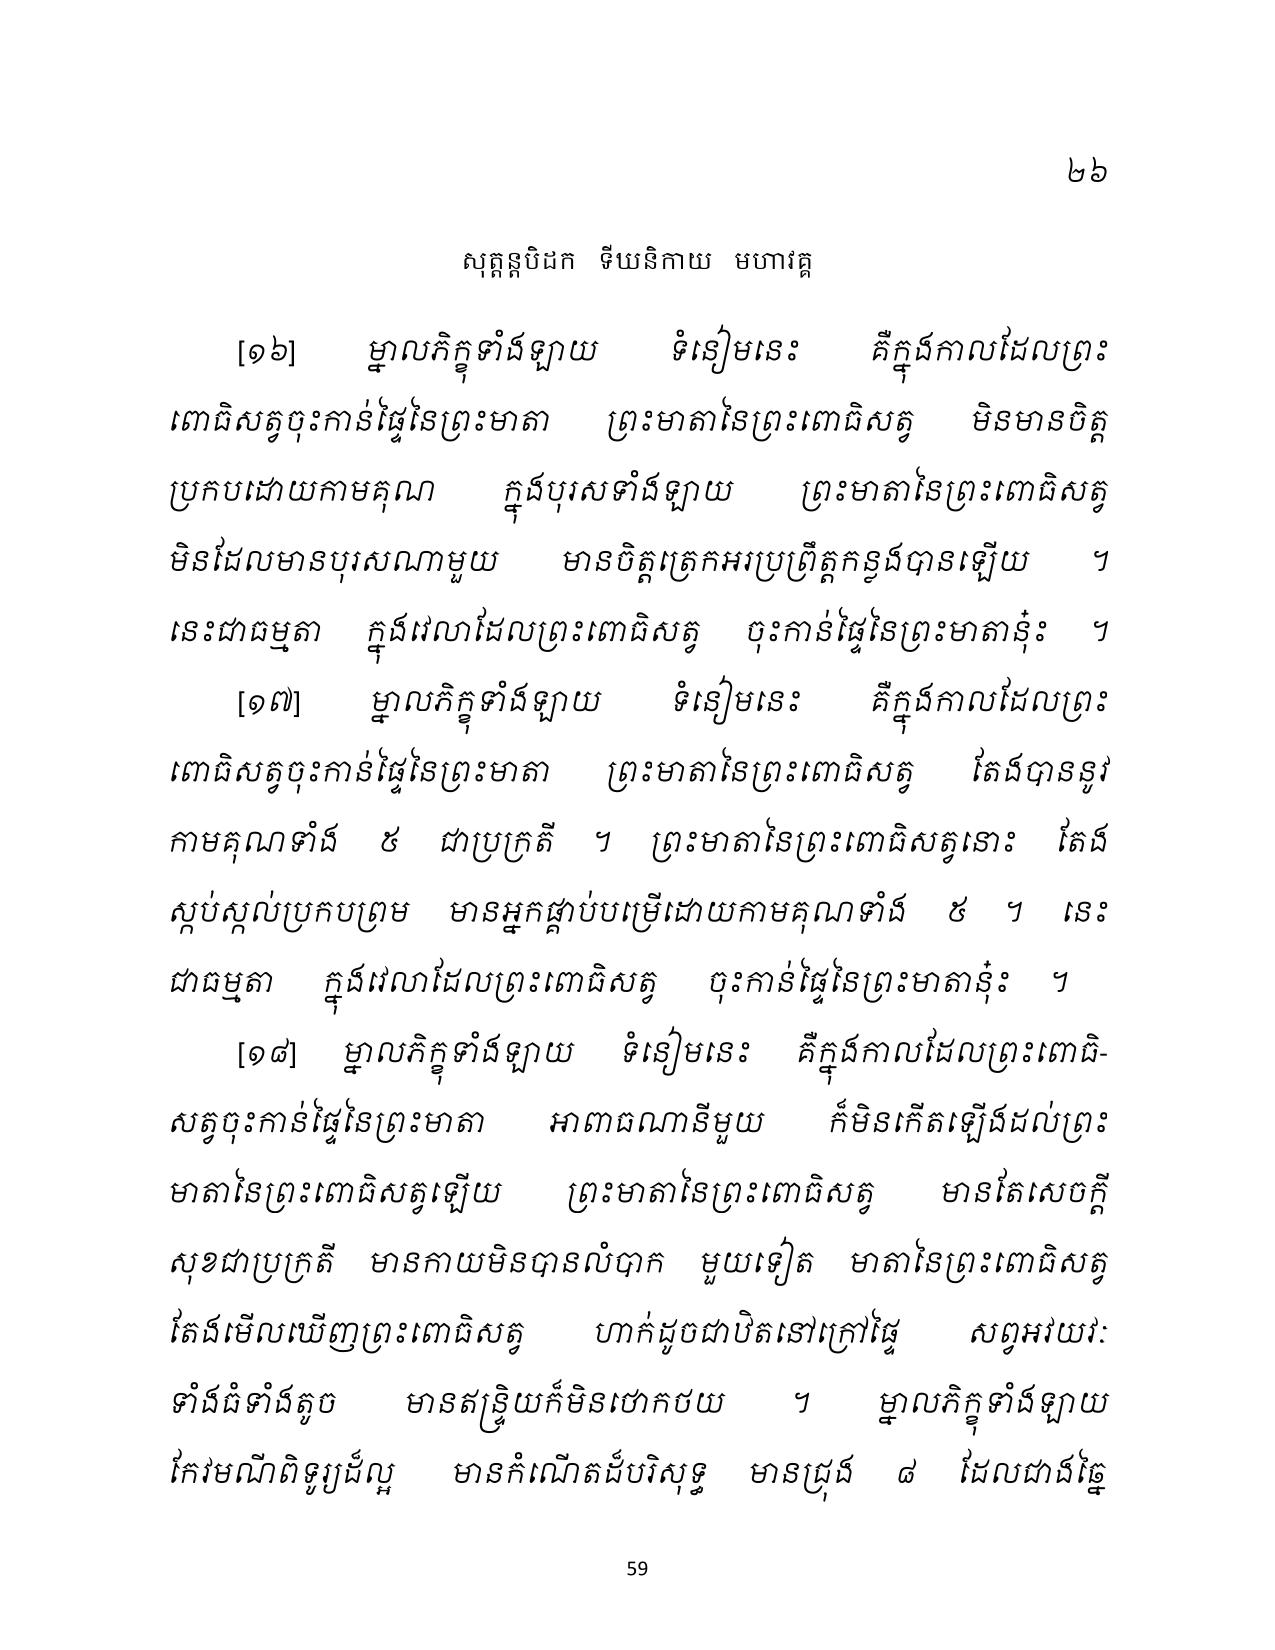 ២៦
សុត្តន្តបិដក ទីឃនិកាយ មហាវគ្គ
[១៦] ម្នាលភិក្ខុទាំងឡាយ ទំនៀមនេះ គឺក្នុងកាលដែលព្រះ
ពោធិសត្វចុះកាន់ផ្ទៃនៃព្រះមាតា ព្រះមាតានៃព្រះពោធិសត្វ មិនមានចិត្ត
ប្រកបដោយកាមគុណ ក្នុងបុរសទាំងឡាយ ព្រះមាតានៃព្រះពោធិសត្វ
មិនដែលមានបុរសណាមួយ មានចិត្តត្រេកអរប្រព្រឹត្តកន្លងបានឡើយ ។
នេះជាធម្មតា ក្នុងវេលាដែលព្រះពោធិសត្វ ចុះកាន់ផ្ទៃនៃព្រះមាតានុ៎ះ ។
[១៧] ម្នាលភិក្ខុទាំងឡាយ ទំនៀមនេះ គឺក្នុងកាលដែលព្រះ
ពោធិសត្វចុះកាន់ផ្ទៃនៃព្រះមាតា ព្រះមាតានៃព្រះពោធិសត្វ តែងបាននូវ
កាមគុណទាំង ៥ ជាប្រក្រតី ។ ព្រះមាតានៃព្រះពោធិសត្វនោះ តែង
ស្កប់ស្កល់ប្រកបព្រម មានអ្នកផ្គាប់បម្រើដោយកាមគុណទាំង ៥ ។ នេះ
ជាធម្មតា ក្នុងវេលាដែលព្រះពោធិសត្វ ចុះកាន់ផ្ទៃនៃព្រះមាតានុ៎ះ ។
[១៨] ម្នាលភិក្ខុទាំងឡាយ ទំនៀមនេះ គឺក្នុងកាលដែលព្រះពោធិ-
សត្វចុះកាន់ផ្ទៃនៃព្រះមាតា អាពាធណានីមួយ ក៏មិនកើតឡើងដល់ព្រះ
មាតានៃព្រះពោធិសត្វឡើយ ព្រះមាតានៃព្រះពោធិសត្វ មានតែសេចក្តី
សុខជាប្រក្រតី មានកាយមិនបានលំបាក មួយទៀត មាតានៃព្រះពោធិសត្វ
តែងមើលឃើញព្រះពោធិសត្វ ហាក់ដូចជាឋិតនៅក្រៅផ្ទៃ សព្វអវយវៈ
ទាំងធំទាំងតូច មានឥន្ទ្រិយក៏មិនថោកថយ ។ ម្នាលភិក្ខុទាំងឡាយ
កែវមណីពិទូរ្យដ៏ល្អ មានកំណើតដ៏បរិសុទ្ធ មានជ្រុង ៨ ដែលជាងឆ្នៃ
59